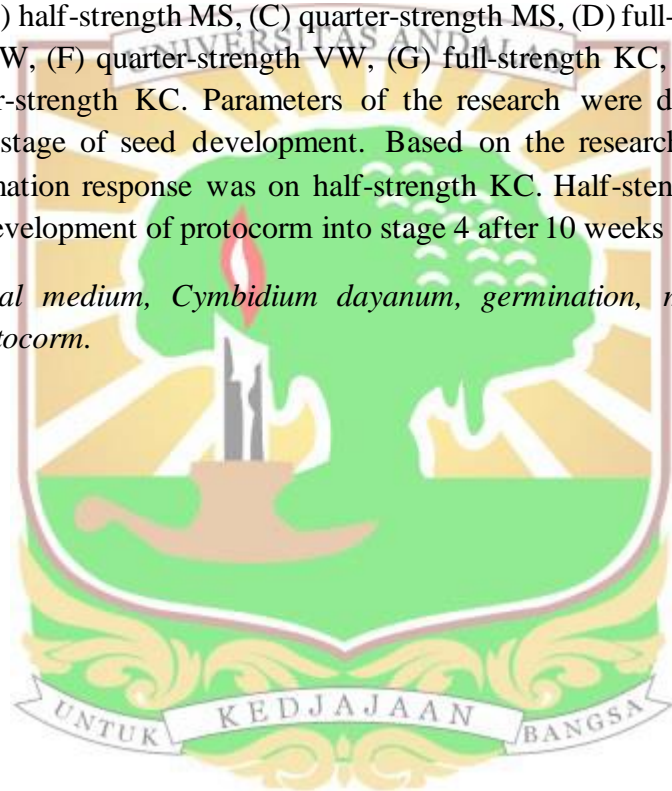 ) half-strength MS, (C) quarter-strength MS, (D) full-
UNIVERSITAS ANDALAS
W, (F) quarter-strength VW, (G) full-strength KC,
r-strength KC. Parameters of the research were d
stage of seed development. Based on the research
nation response was on half-strength KC. Half-sten
evelopment of protocorm into stage 4 after 10 weeks
al medium, Cymbidium dayanum, germination, m
tocorm.
UNTUK KEDJAJAAN BANGSA